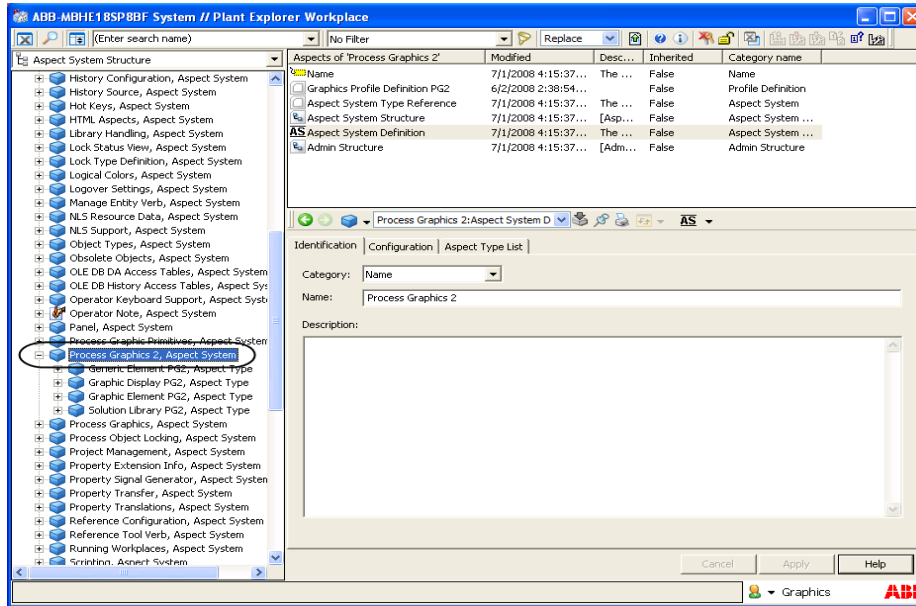 ABB-MBHE18SP8BF System // Plant Explorer Workplace
(Enter search name) No Filter Replace
Aspect System Structure
History Configuration, Aspect System
History Source, Aspect System
Hot Keys, Aspect System
HTML Aspects, Aspect System
Library Handling, Aspect System
Lock Status View, Aspect System
Lock Type Definition, Aspect System
Logical Colors, Aspect System
Logover Settings, Aspect System
Manage Entity Verb, Aspect System
NLS Resource Data, Aspect System
NLS Support, Aspect System
Object Types, Aspect System
Obsolete Objects, Aspect System
OLE DB DA Access Tables, Aspect System
OLE DB History Access Tables, Aspect Sys
Operator Keyboard Support, Aspect Syste
Operator Note, Aspect System
Panel, Aspect System
Process Graphic Primitives, Aspect System
Process Graphics 2, Aspect System
Generic Element PG2, Aspect Type
Graphic Display PG2, Aspect Type
Graphic Element PG2, Aspect Type
Solution Library PG2, Aspect Type
Process Graphics, Aspect System
Process Object Locking, Aspect System
Project Management, Aspect System
Property Extension Info, Aspect System
Property Signal Generator, Aspect System
Property Transfer, Aspect System
Property Translations, Aspect System
Reference Configuration, Aspect System
Reference Tool Verb, Aspect System
Running Workplaces, Aspect System
Scripting, Aspect System
Aspects of 'Process Graphics 2' Modified Desc... Inherited Category name
Name 7/1/2008 4:15:37... The ... False Name
Graphics Profile Definition PG2 6/2/2008 2:38:54... False Profile Definition
Aspect System Type Reference 7/1/2008 4:15:37... The ... False Aspect System
Aspect System Structure 7/1/2008 4:15:37... [Asp... False Aspect System ...
AS Aspect System Definition 7/1/2008 4:15:37... The ... False Aspect System ...
Admin Structure 7/1/2008 4:15:37... [Adm... False Admin Structure
Process Graphics 2:Aspect System D AS
Identification Configuration Aspect Type List
Category: Name
Name: Process Graphics 2
Description:
Cancel Apply Help
Graphics ABB